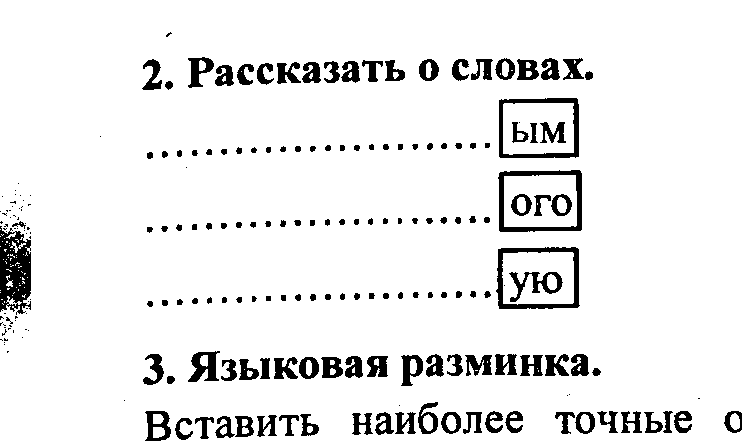 2. Рассказать о словах.
........................ ым
........................ ого
........................ ую
3. Языковая разминка.
Вставить наиболее точные о